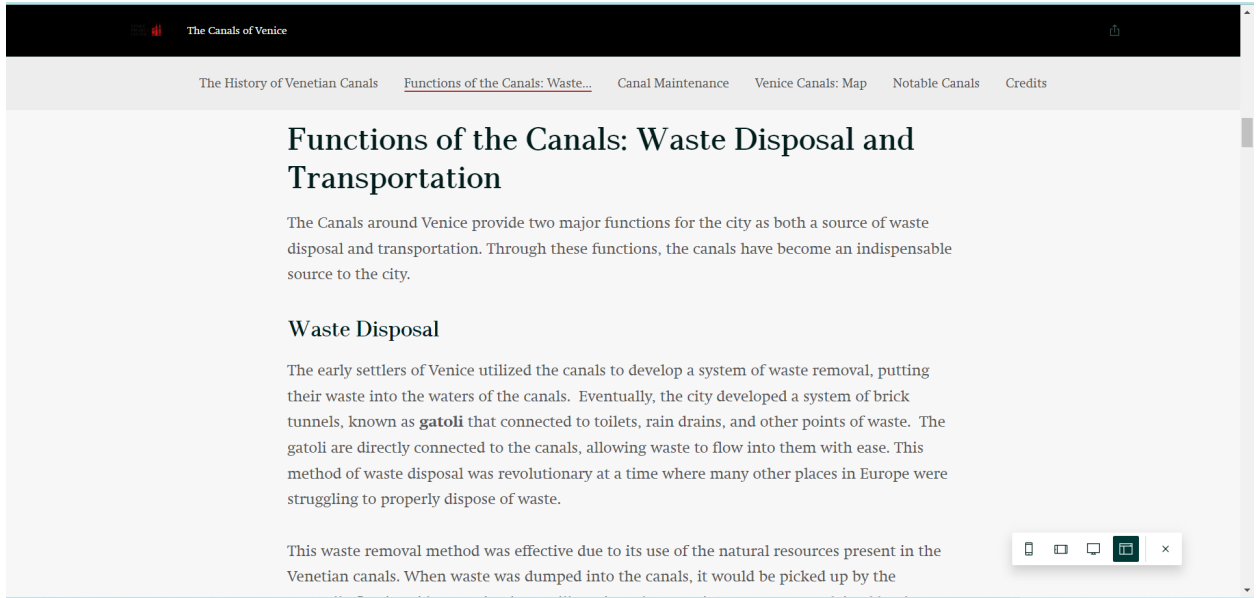 The Canals of Venice
The History of Venetian Canals Functions of the Canals: Waste... Canal Maintenance Venice Canals: Map Notable Canals Credits
Functions of the Canals: Waste Disposal and
Transportation
The Canals around Venice provide two major functions for the city as both a source of waste
disposal and transportation. Through these functions, the canals have become an indispensable
source to the city.
Waste Disposal
The early settlers of Venice utilized the canals to develop a system of waste removal, putting
their waste into the waters of the canals.  Eventually, the city developed a system of brick
tunnels, known as gatoli that connected to toilets, rain drains, and other points of waste.  The
gatoli are directly connected to the canals, allowing waste to flow into them with ease. This
method of waste disposal was revolutionary at a time where many other places in Europe were
struggling to properly dispose of waste.
This waste removal method was effective due to its use of the natural resources present in the
Venetian canals. When waste was dumped into the canals, it would be picked up by the